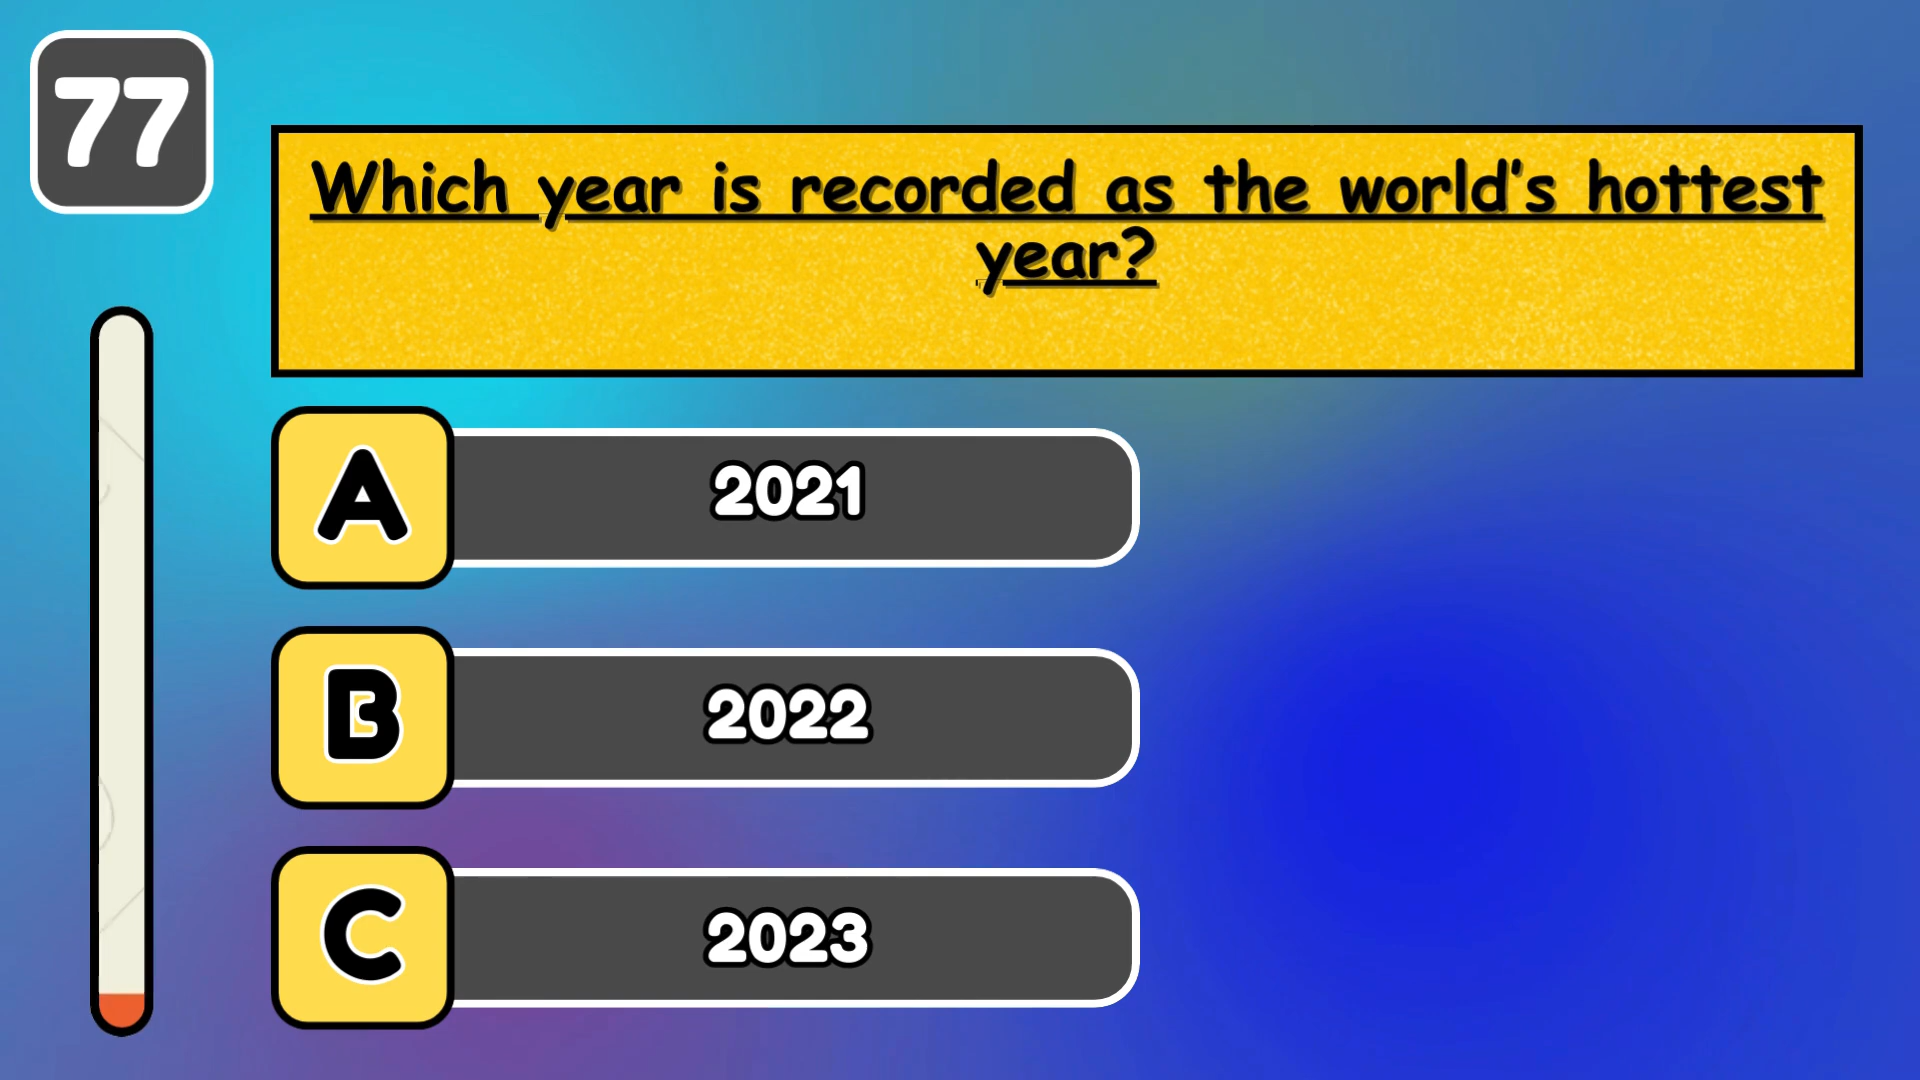 77
Which year is recorded as the world's hottest
year?
A
2021
B
2022
C
2023